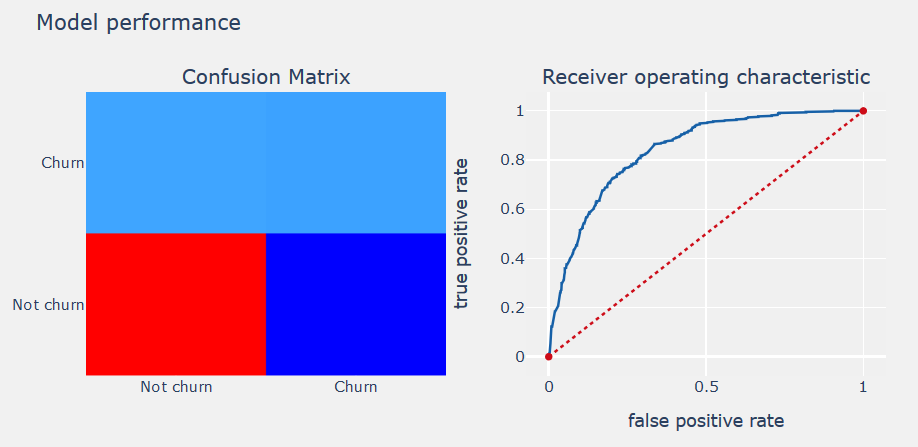 Model performance
Confusion Matrix
Churn
Not churn
Not churn
Churn
Receiver operating characteristic
true positive rate
1
0.8
0.6
0.4
0.2
0
0
0.5
1
false positive rate